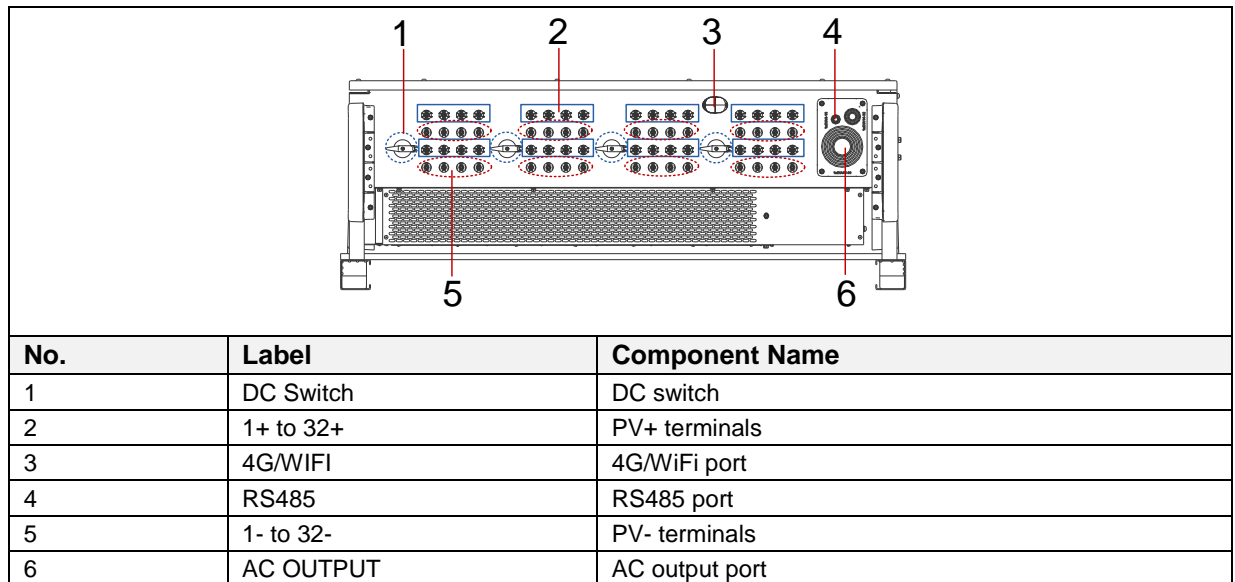 1 2 3 4
5 6
No. Label Component Name
1 DC Switch DC switch
2 1+ to 32+ PV+ terminals
3 4G/WIFI 4G/WiFi port
4 RS485 RS485 port
5 1- to 32- PV- terminals
6 AC OUTPUT AC output port